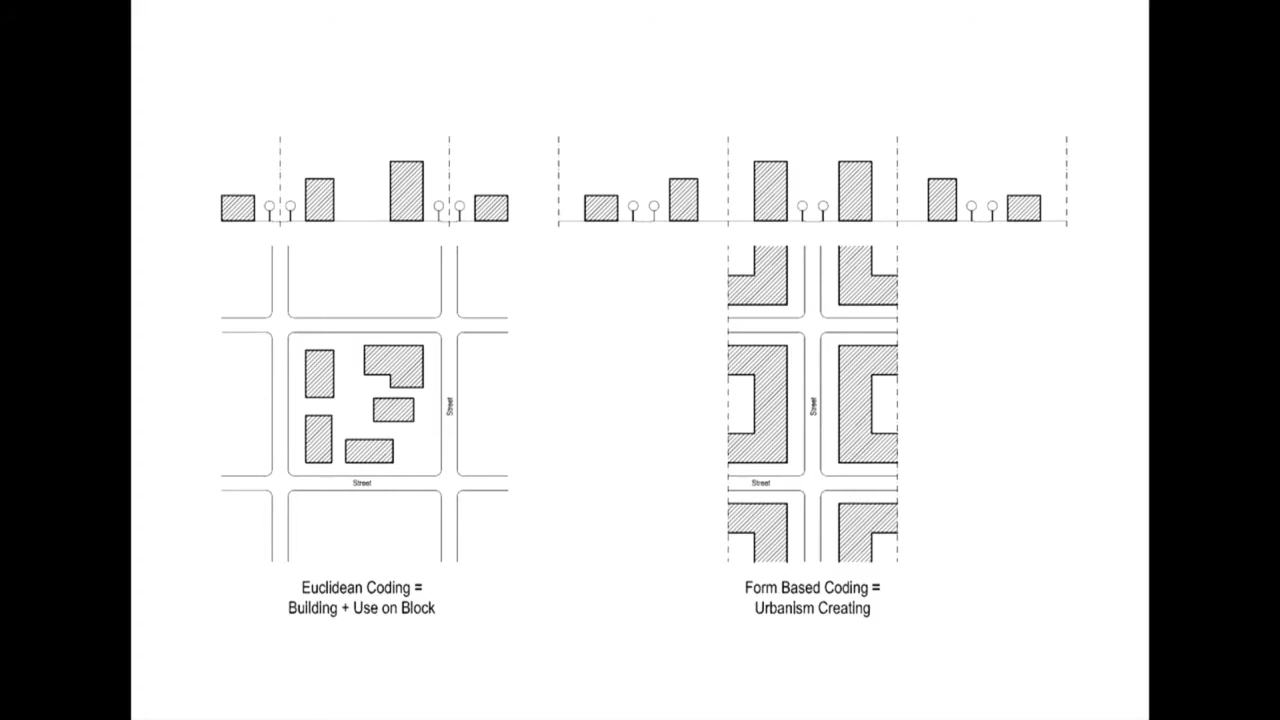 Street
Street
Euclidean Coding =
Building + Use on Block
Street
Street
Form Based Coding =
Urbanism Creating